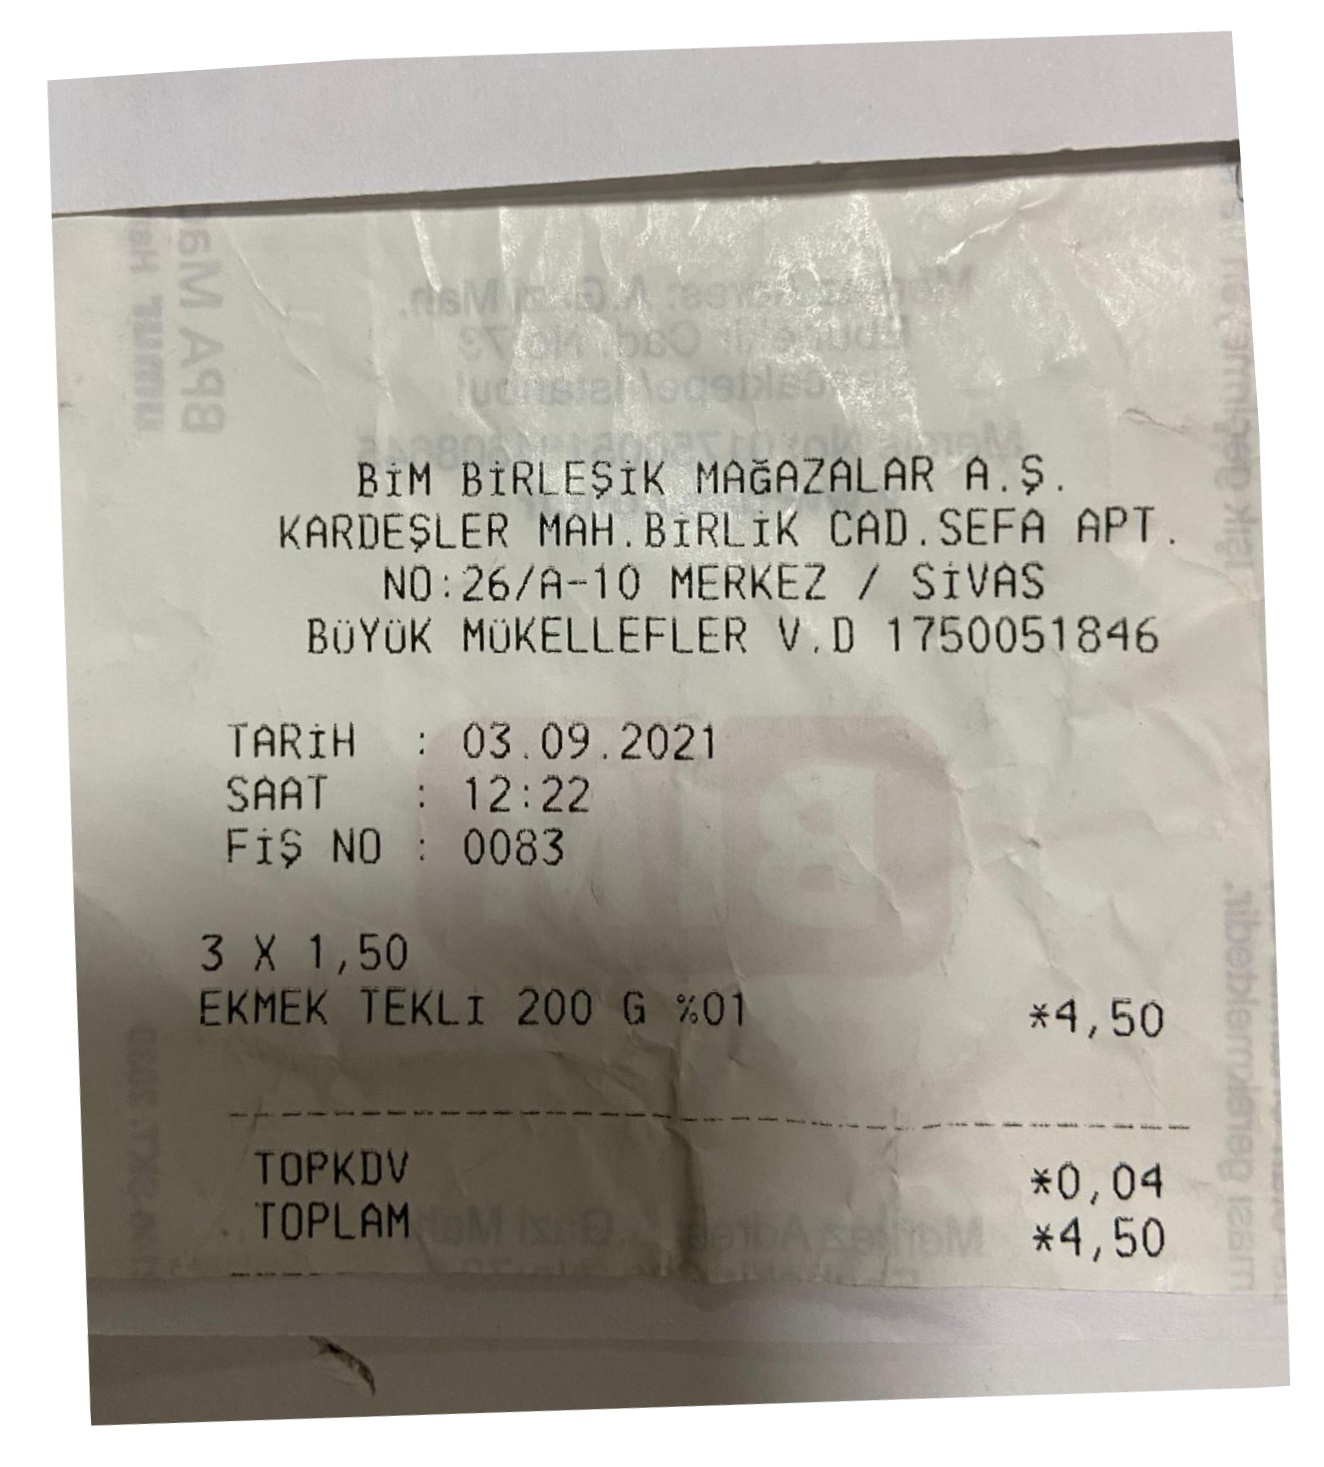 BİM BİRLEŞİK MAĞAZALAR A.Ş.
KARDEŞLER MAH.BİRLİK CAD.SEFA APT.
NO:26/A-10 MERKEZ / SİVAS
BÜYÜK MÜKELLEFLER V.D 1750051846
TARİH : 03.09.2021
SAAT : 12:22
FİŞ NO : 0083
3 X 1,50
EKMEK TEKLİ 200 G %01 *4,50
TOPKDV *0,04
TOPLAM *4,50